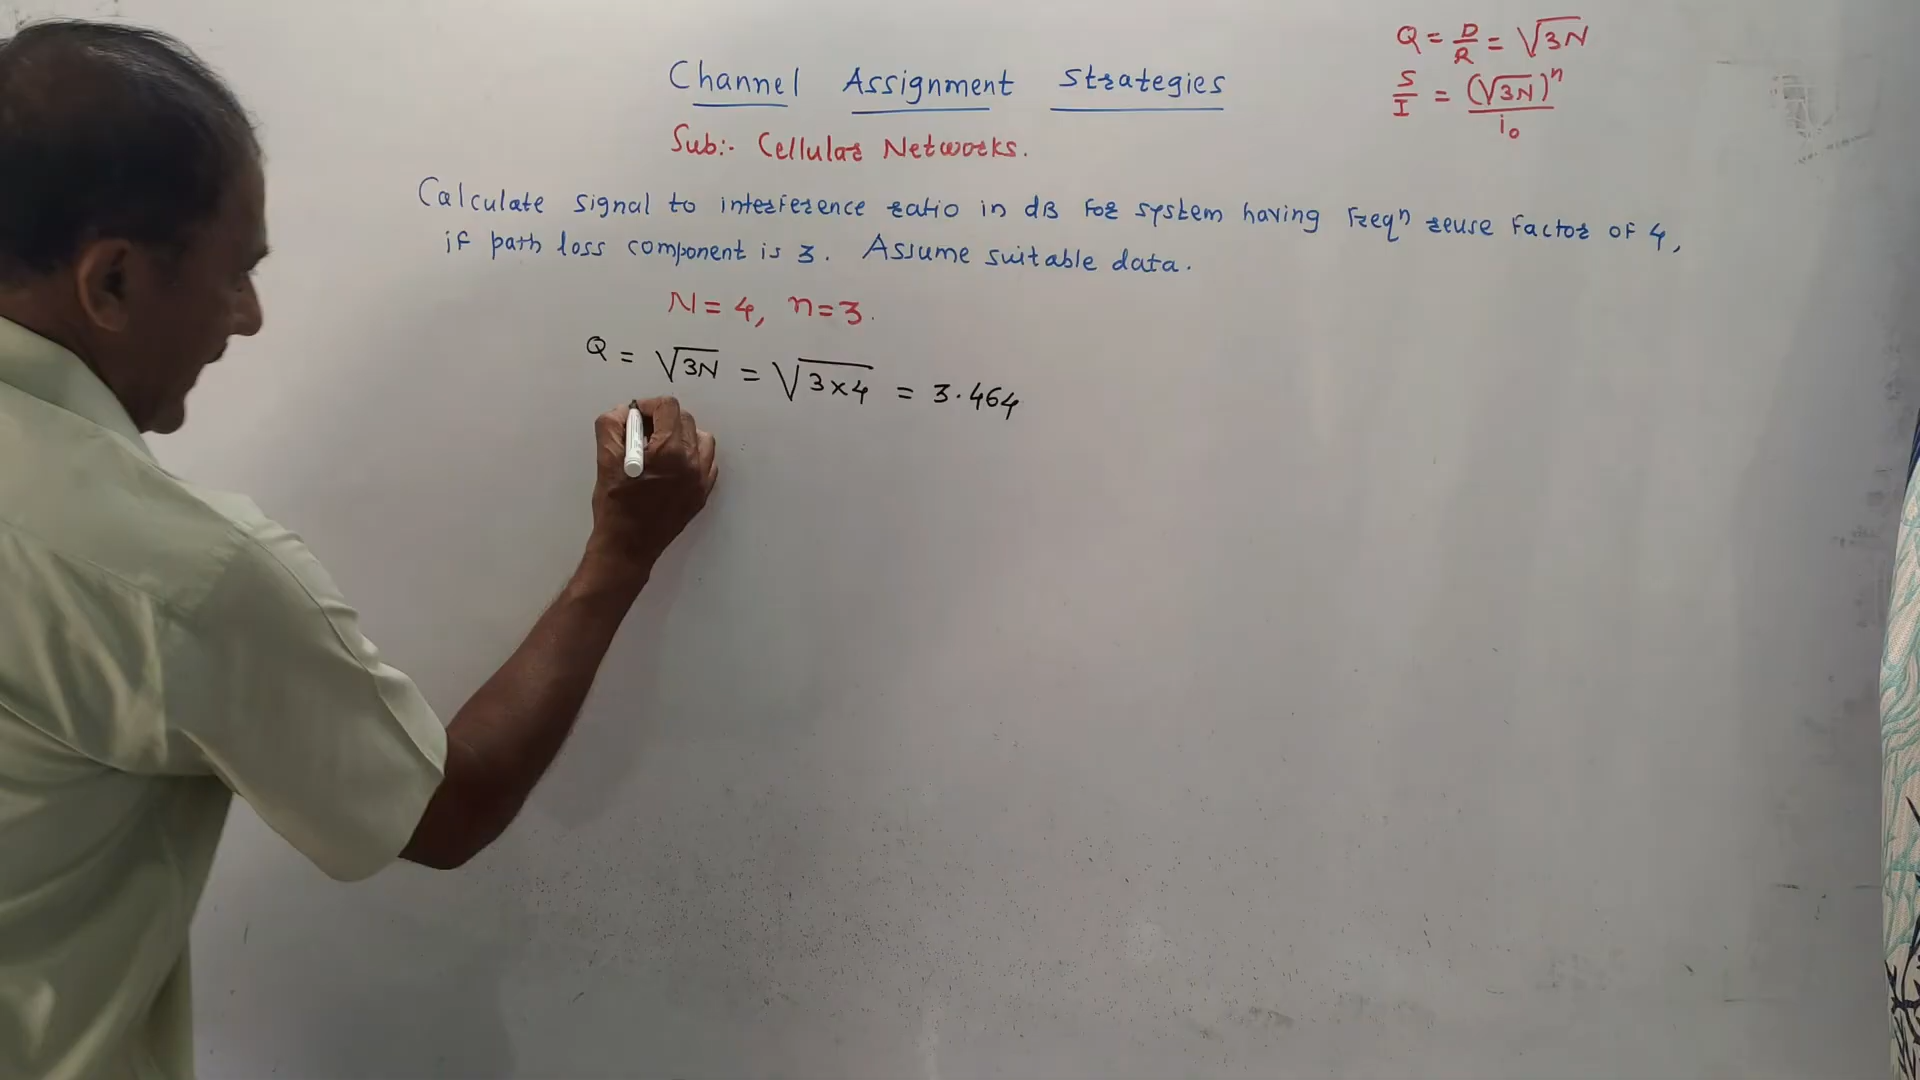 Channel Assignment Strategies
Sub:- Cellular Networks.
Q = D/R = √3N
S/I = (√3N)ⁿ/i₀
Calculate signal to interference ratio in dB for system having freqⁿ reuse factor of 4,
if path loss component is 3. Assume suitable data.
N = 4, n = 3.
Q = √3N = √3×4 = 3.464